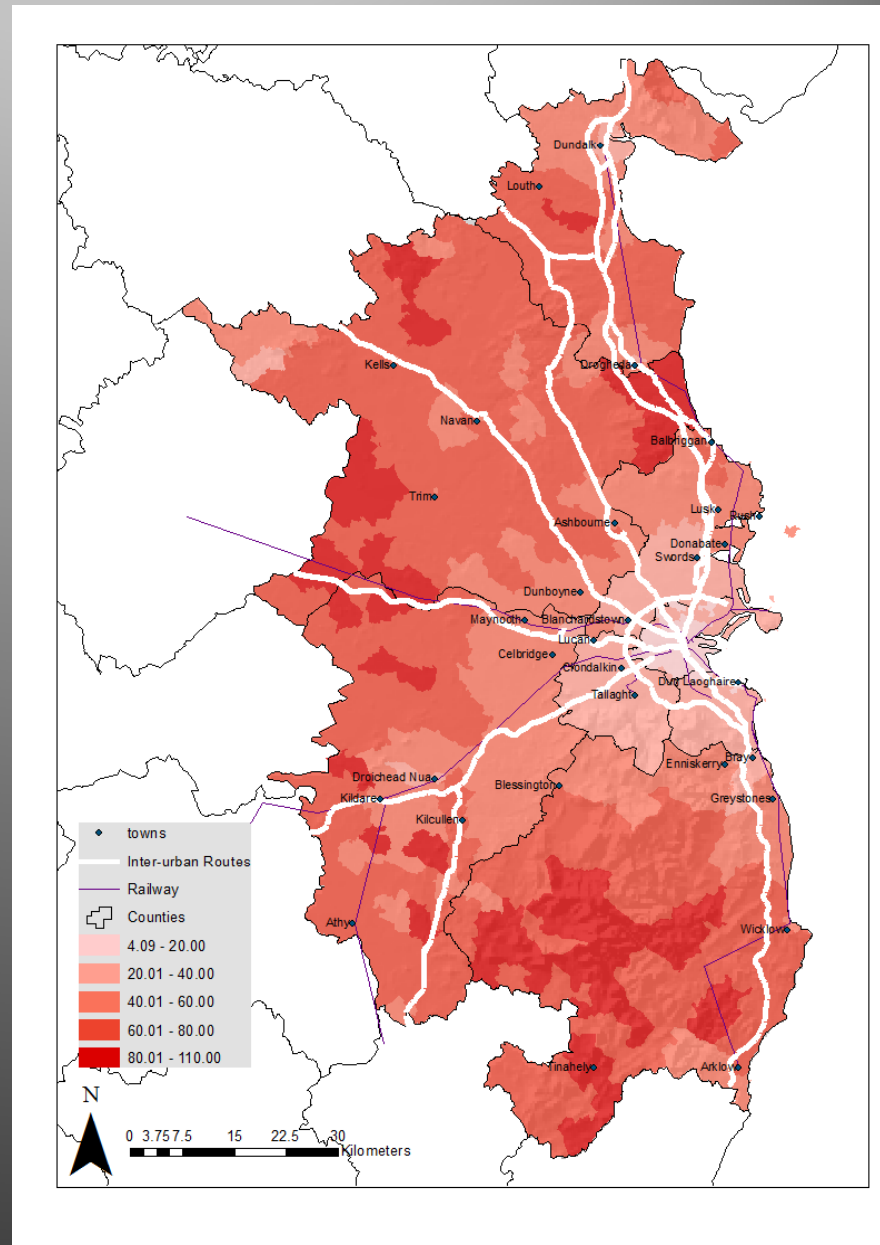 Dundalk
Louth
Drogheda
Kells
Navan
Balbriggan
Trim
Lusk
Rush
Ashbourne
Donabate
Swords
Dunboyne
Maynooth
Blanchardstown
Lucan
Celbridge
Clondalkin
Dun Laoghaire
Tallaght
Bray
Enniskerry
Droichead Nua
Blessington
Kildare
Greystones
Kilcullen
towns
Inter-urban Routes
Railway
Counties
4.09 - 20.00
20.01 - 40.00
40.01 - 60.00
60.01 - 80.00
80.01 - 110.00
Athy
Wicklow
Tinahely
Arklow
N
0 3.75 7.5 15 22.5 30
Kilometers